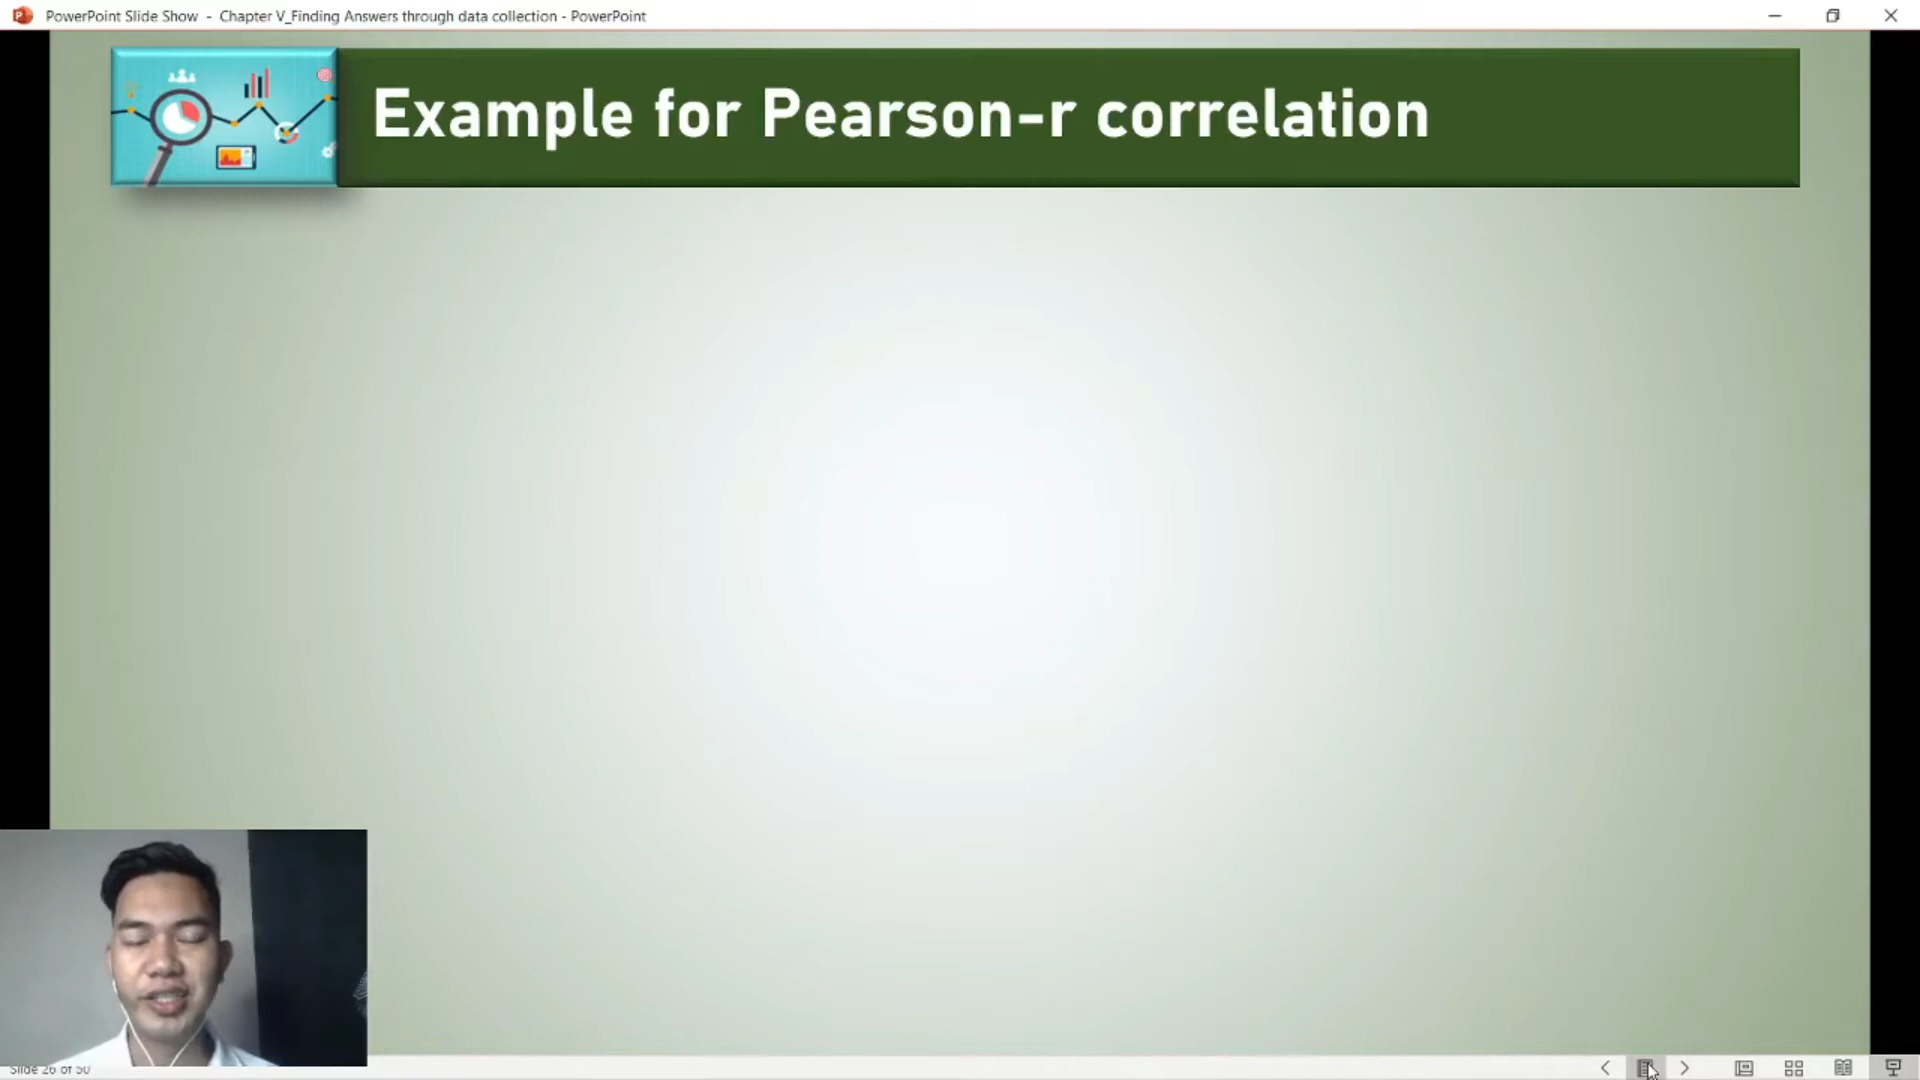 PowerPoint Slide Show - Chapter V_Finding Answers through data collection - PowerPoint
Example for Pearson-r correlation
Slide 26 of 50